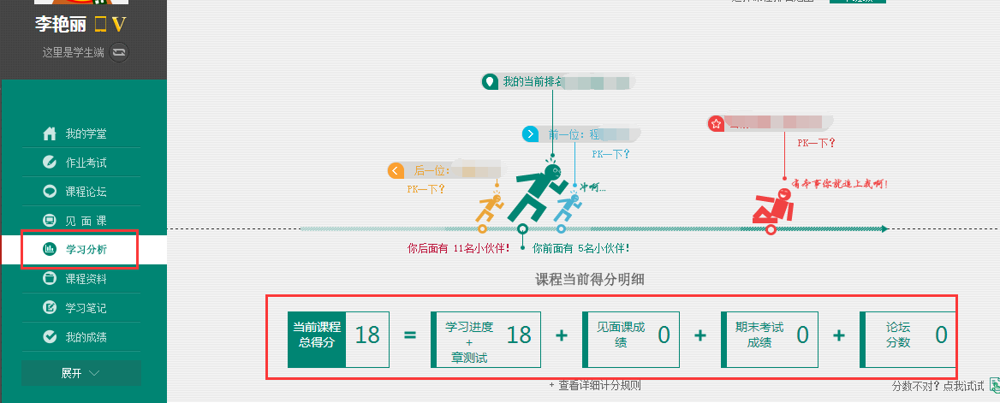 李艳丽 V
这里是学生端
我的学堂
作业考试
课程论坛
见面课
学习分析
课程资料
学习笔记
我的成绩
展开
我的当前排名
前一位：程
PK一下?
后一位：
PK一下?
PK一下?
冲啊...
有本事你就追上我啊!
你后面有 11名小伙伴!
你前面有 5名小伙伴!
课程当前得分明细
当前课程
总得分
18
=
学习进度
+
章测试
18
+
见面课成
绩
0
+
期末考试
成绩
0
+
论坛
分数
0
+ 查看详细计分规则
分数不对? 点我试试